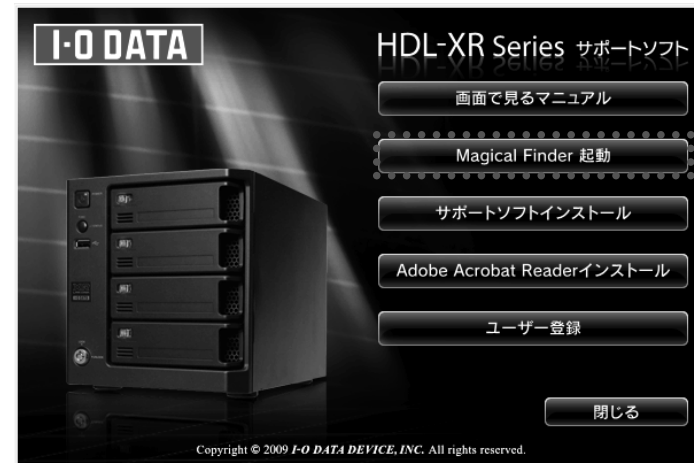 I-O DATA
HDL-XR Series サポートソフト
画面で見るマニュアル
Magical Finder 起動
サポートソフトインストール
Adobe Acrobat Readerインストール
ユーザー登録
閉じる
Copyright © 2009 I-O DATA DEVICE, INC. All rights reserved.